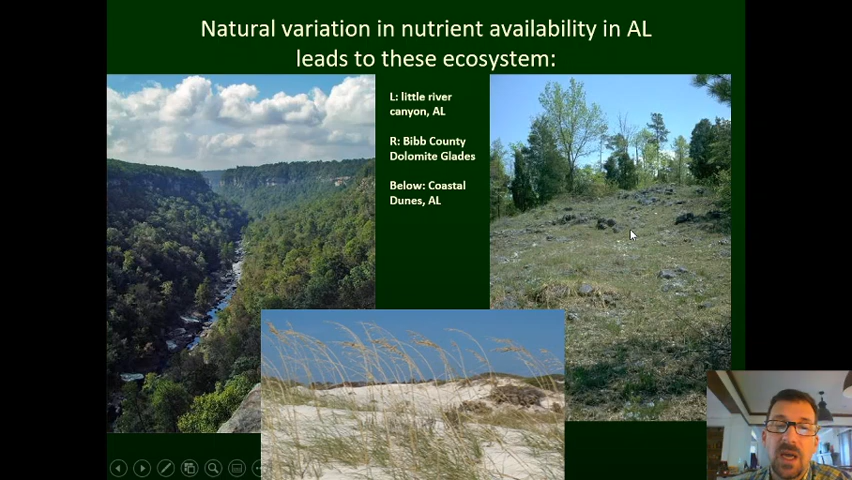 Natural variation in nutrient availability in AL
leads to these ecosystem:
L: little river
canyon, AL
R: Bibb County
Dolomite Glades
Below: Coastal
Dunes, AL